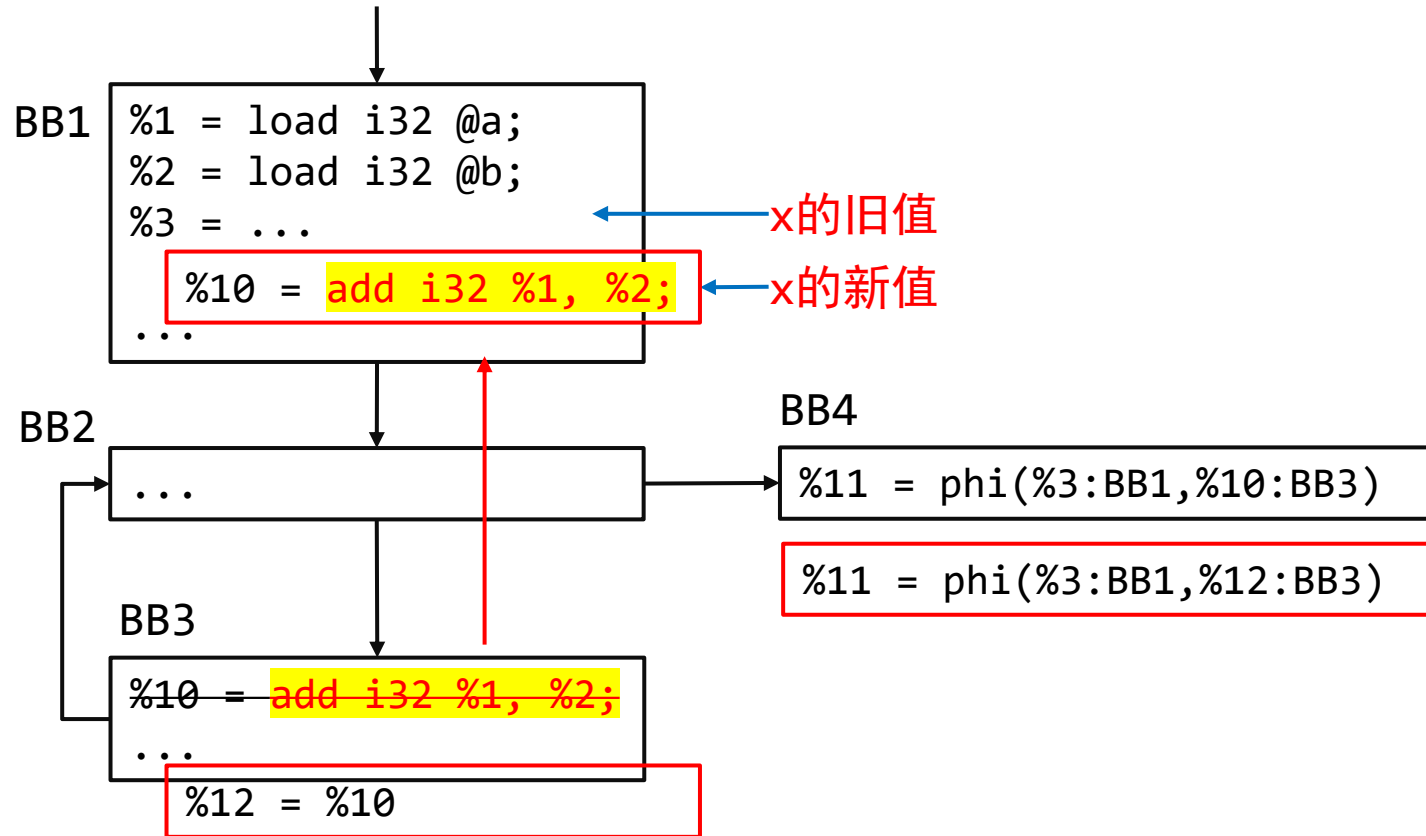 BB1
%1 = load i32 @a;
%2 = load i32 @b;
%3 = ...
x的旧值
%10 = add i32 %1, %2;
x的新值
...
BB2
...
BB4
%11 = phi(%3:BB1,%10:BB3)
%11 = phi(%3:BB1,%12:BB3)
BB3
%10 = add i32 %1, %2;
...
%12 = %10